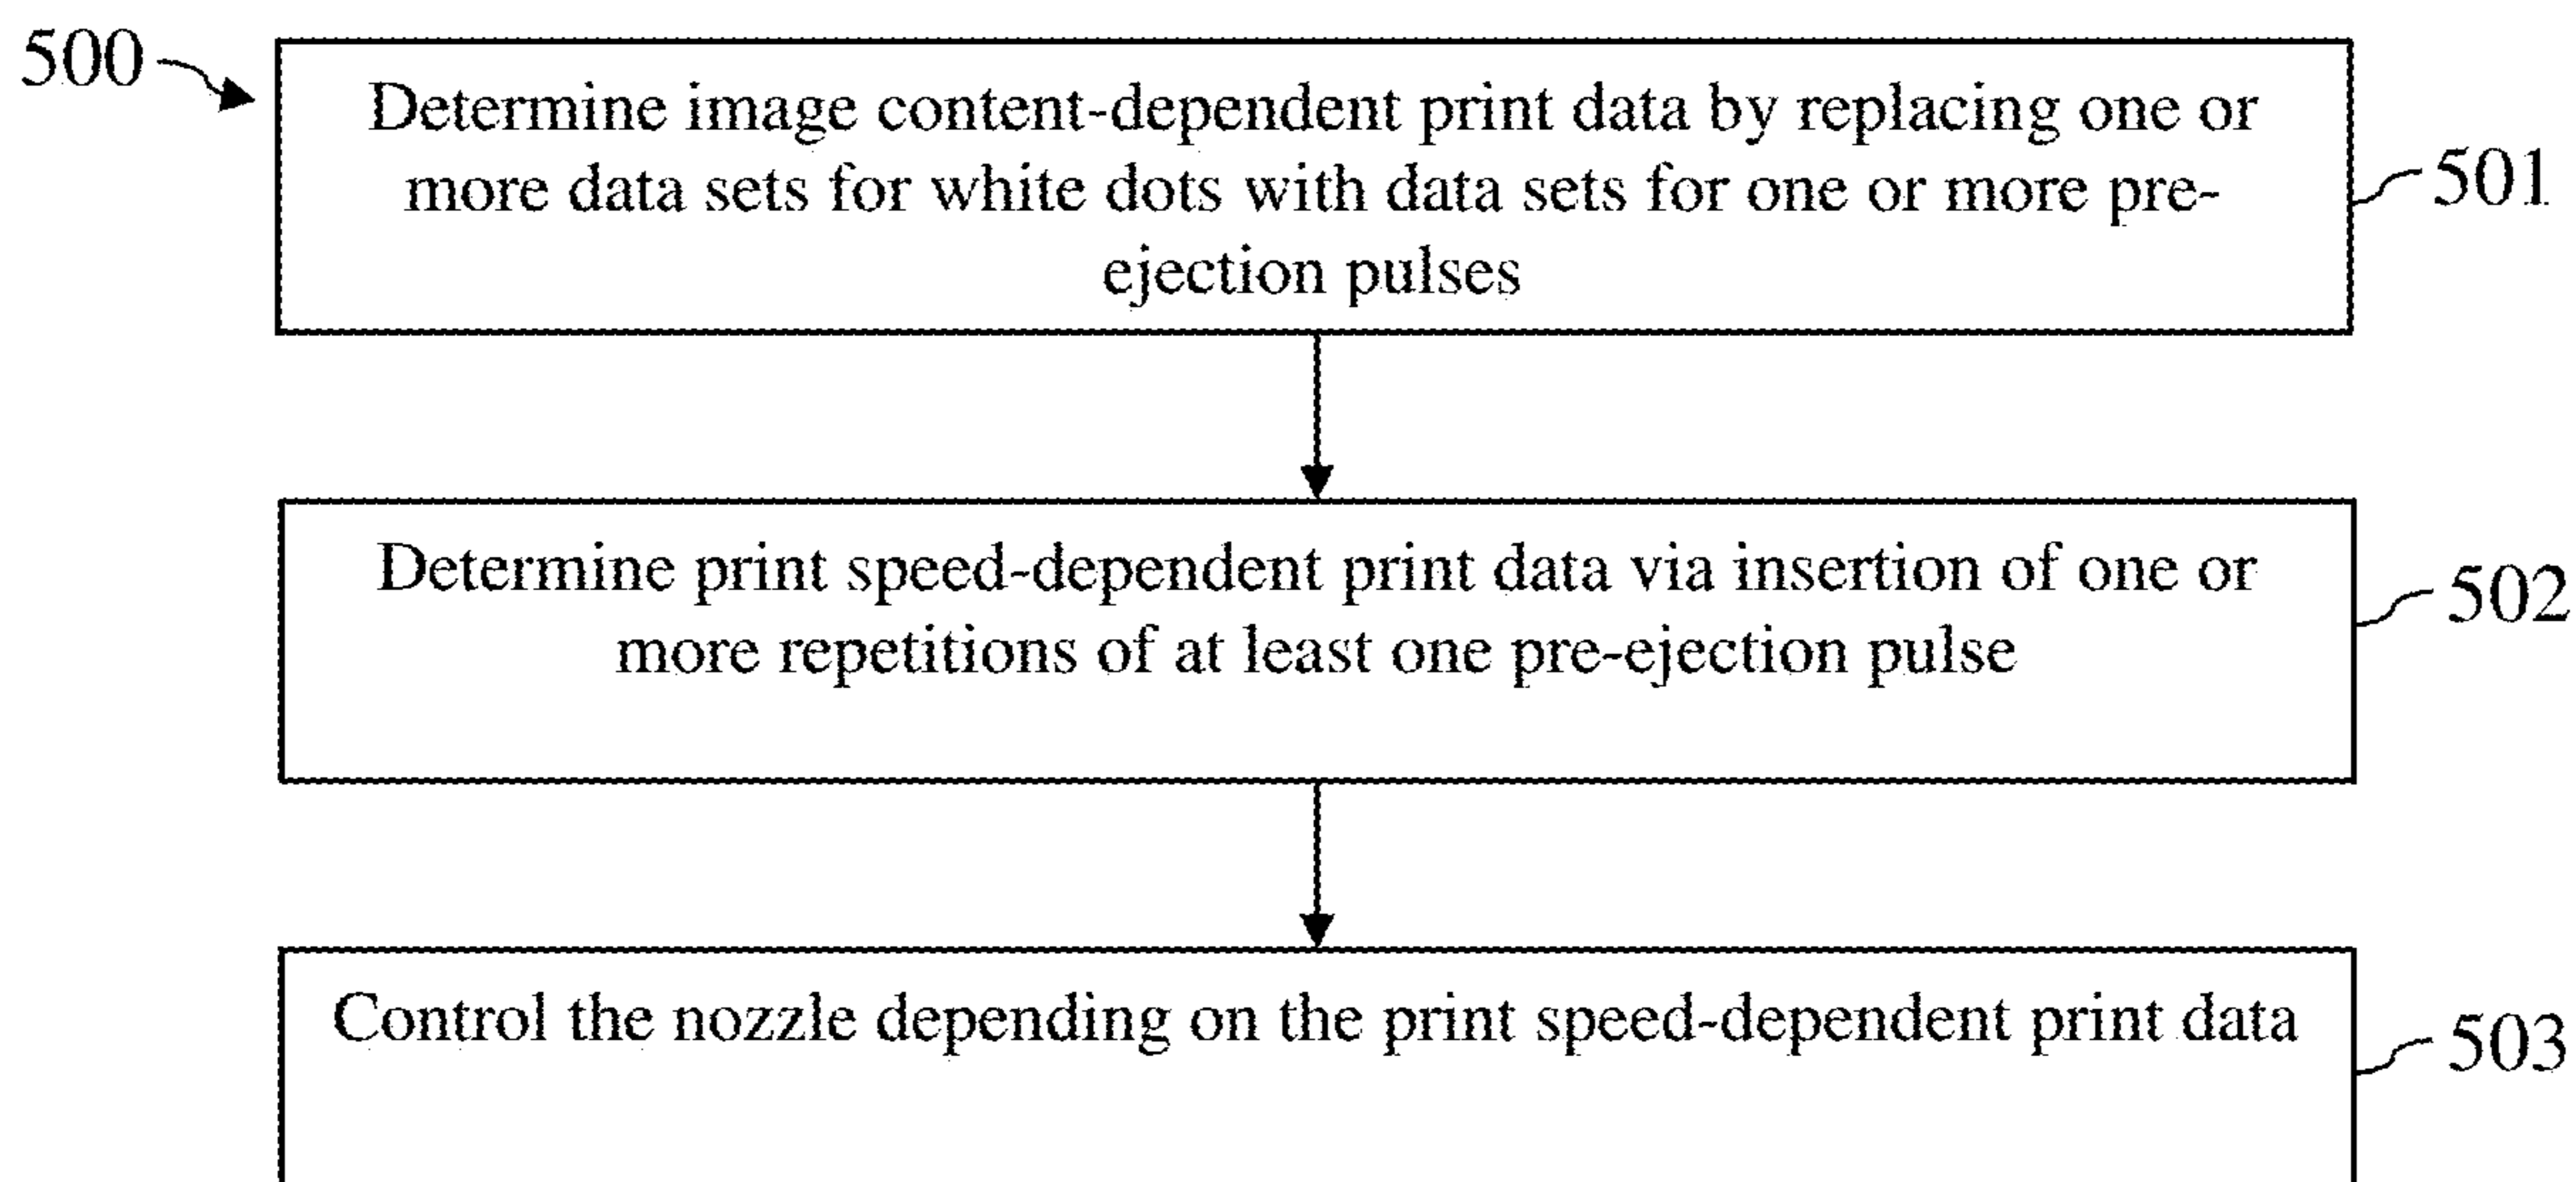 500
Determine image content-dependent print data by replacing one or
more data sets for white dots with data sets for one or more pre-
ejection pulses
501
Determine print speed-dependent print data via insertion of one or
more repetitions of at least one pre-ejection pulse
502
Control the nozzle depending on the print speed-dependent print data
503